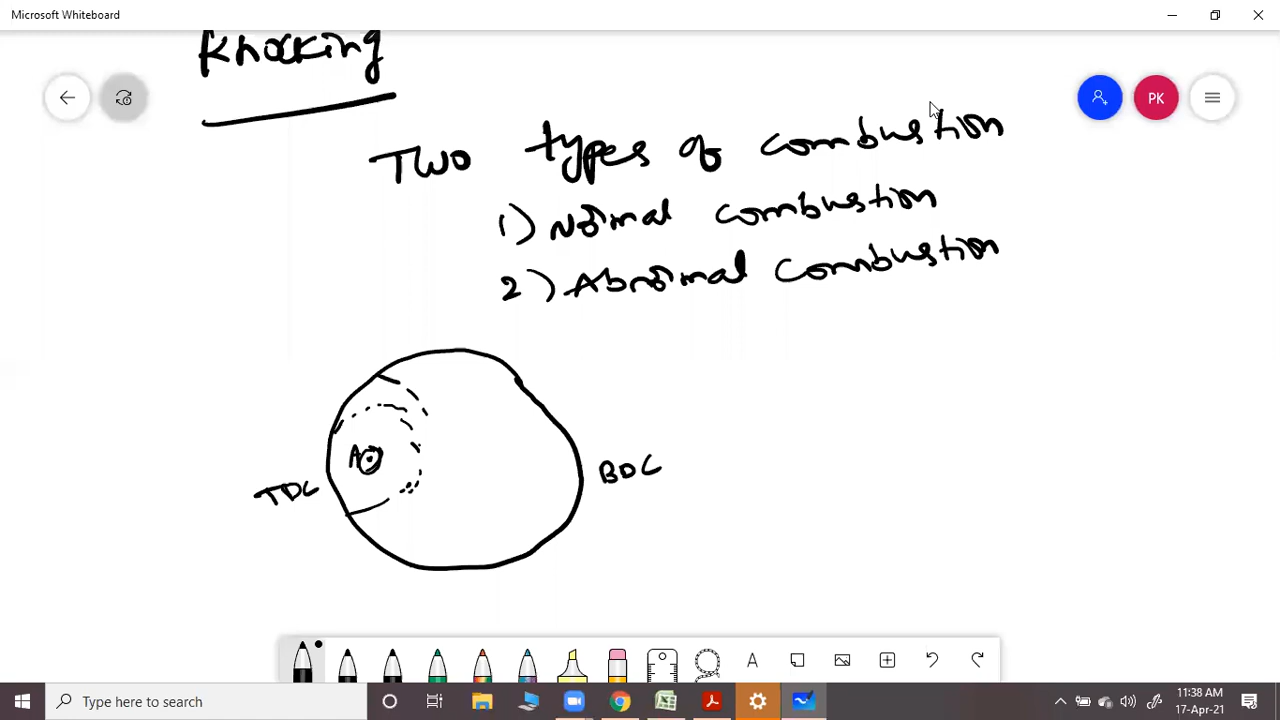 Microsoft Whiteboard
Knocking
PK
Two types of combustion
1) Normal combustion
2) Abnormal combustion
A
TDC
BDC
A
Type here to search
11:38 AM
17-Apr-21